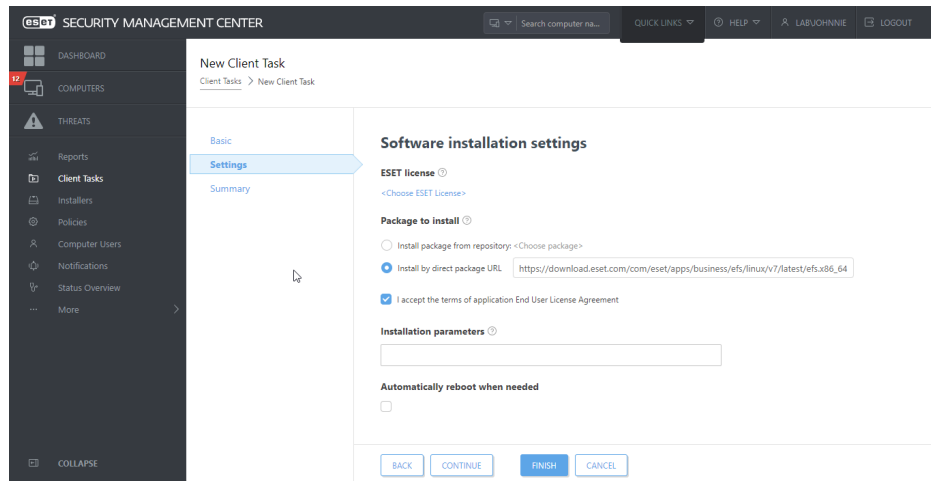 eset SECURITY MANAGEMENT CENTER
Search computer na...
QUICK LINKS
HELP
LAB\JOHNNIE
LOGOUT
DASHBOARD
12
COMPUTERS
THREATS
Reports
Client Tasks
Installers
Policies
Computer Users
Notifications
Status Overview
More
COLLAPSE
New Client Task
Client Tasks > New Client Task
Basic
Settings
Summary
Software installation settings
ESET license
<Choose ESET License>
Package to install
Install package from repository: <Choose package>
Install by direct package URL https://download.eset.com/com/eset/apps/business/efs/linux/v7/latest/efs.x86_64
I accept the terms of application End User License Agreement
Installation parameters
Automatically reboot when needed
BACK CONTINUE FINISH CANCEL